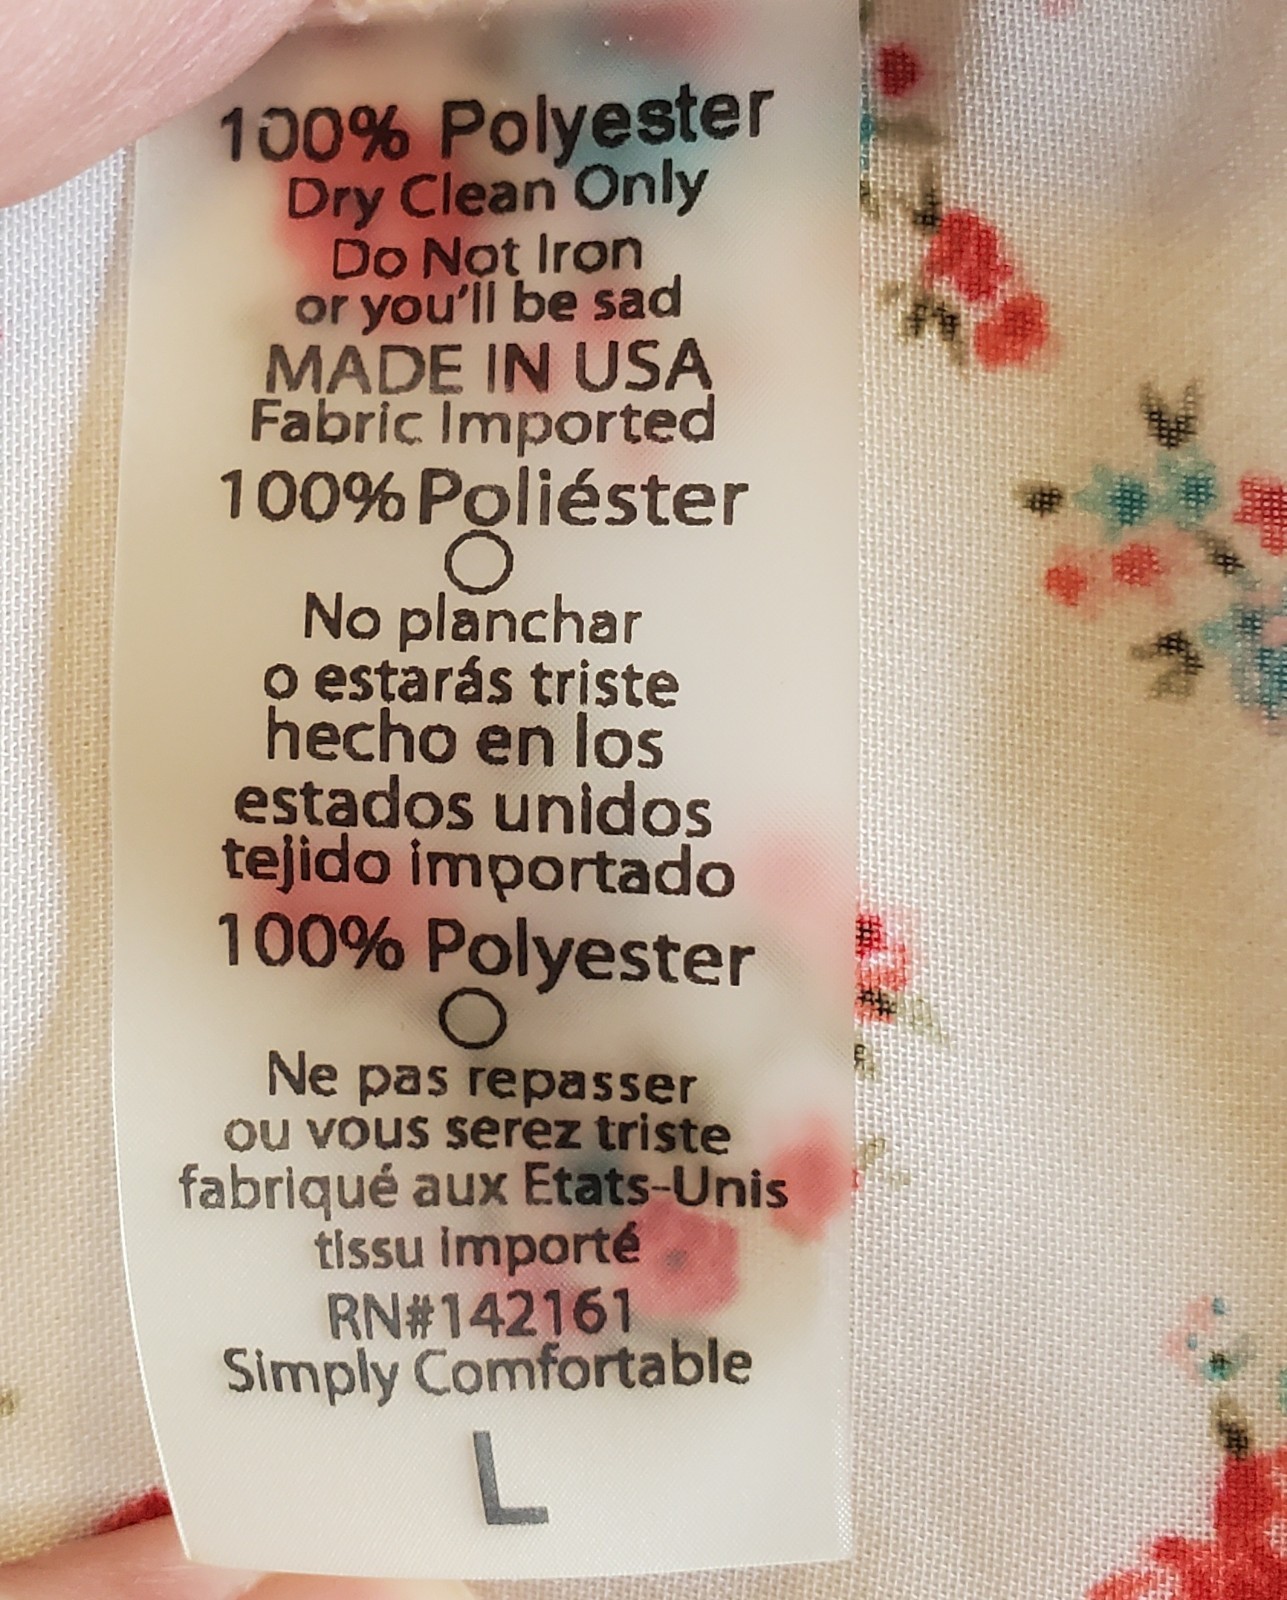 100% Polyester
Dry Clean Only
Do Not Iron
or you'll be sad
MADE IN USA
Fabric Imported
100% Poliéster
No planchar
o estarás triste
hecho en los
estados unidos
tejido importado
100% Polyester
Ne pas repasser
ou vous serez triste
fabriqué aux Etats-Unis
tissu importé
RN#142161
Simply Comfortable
L